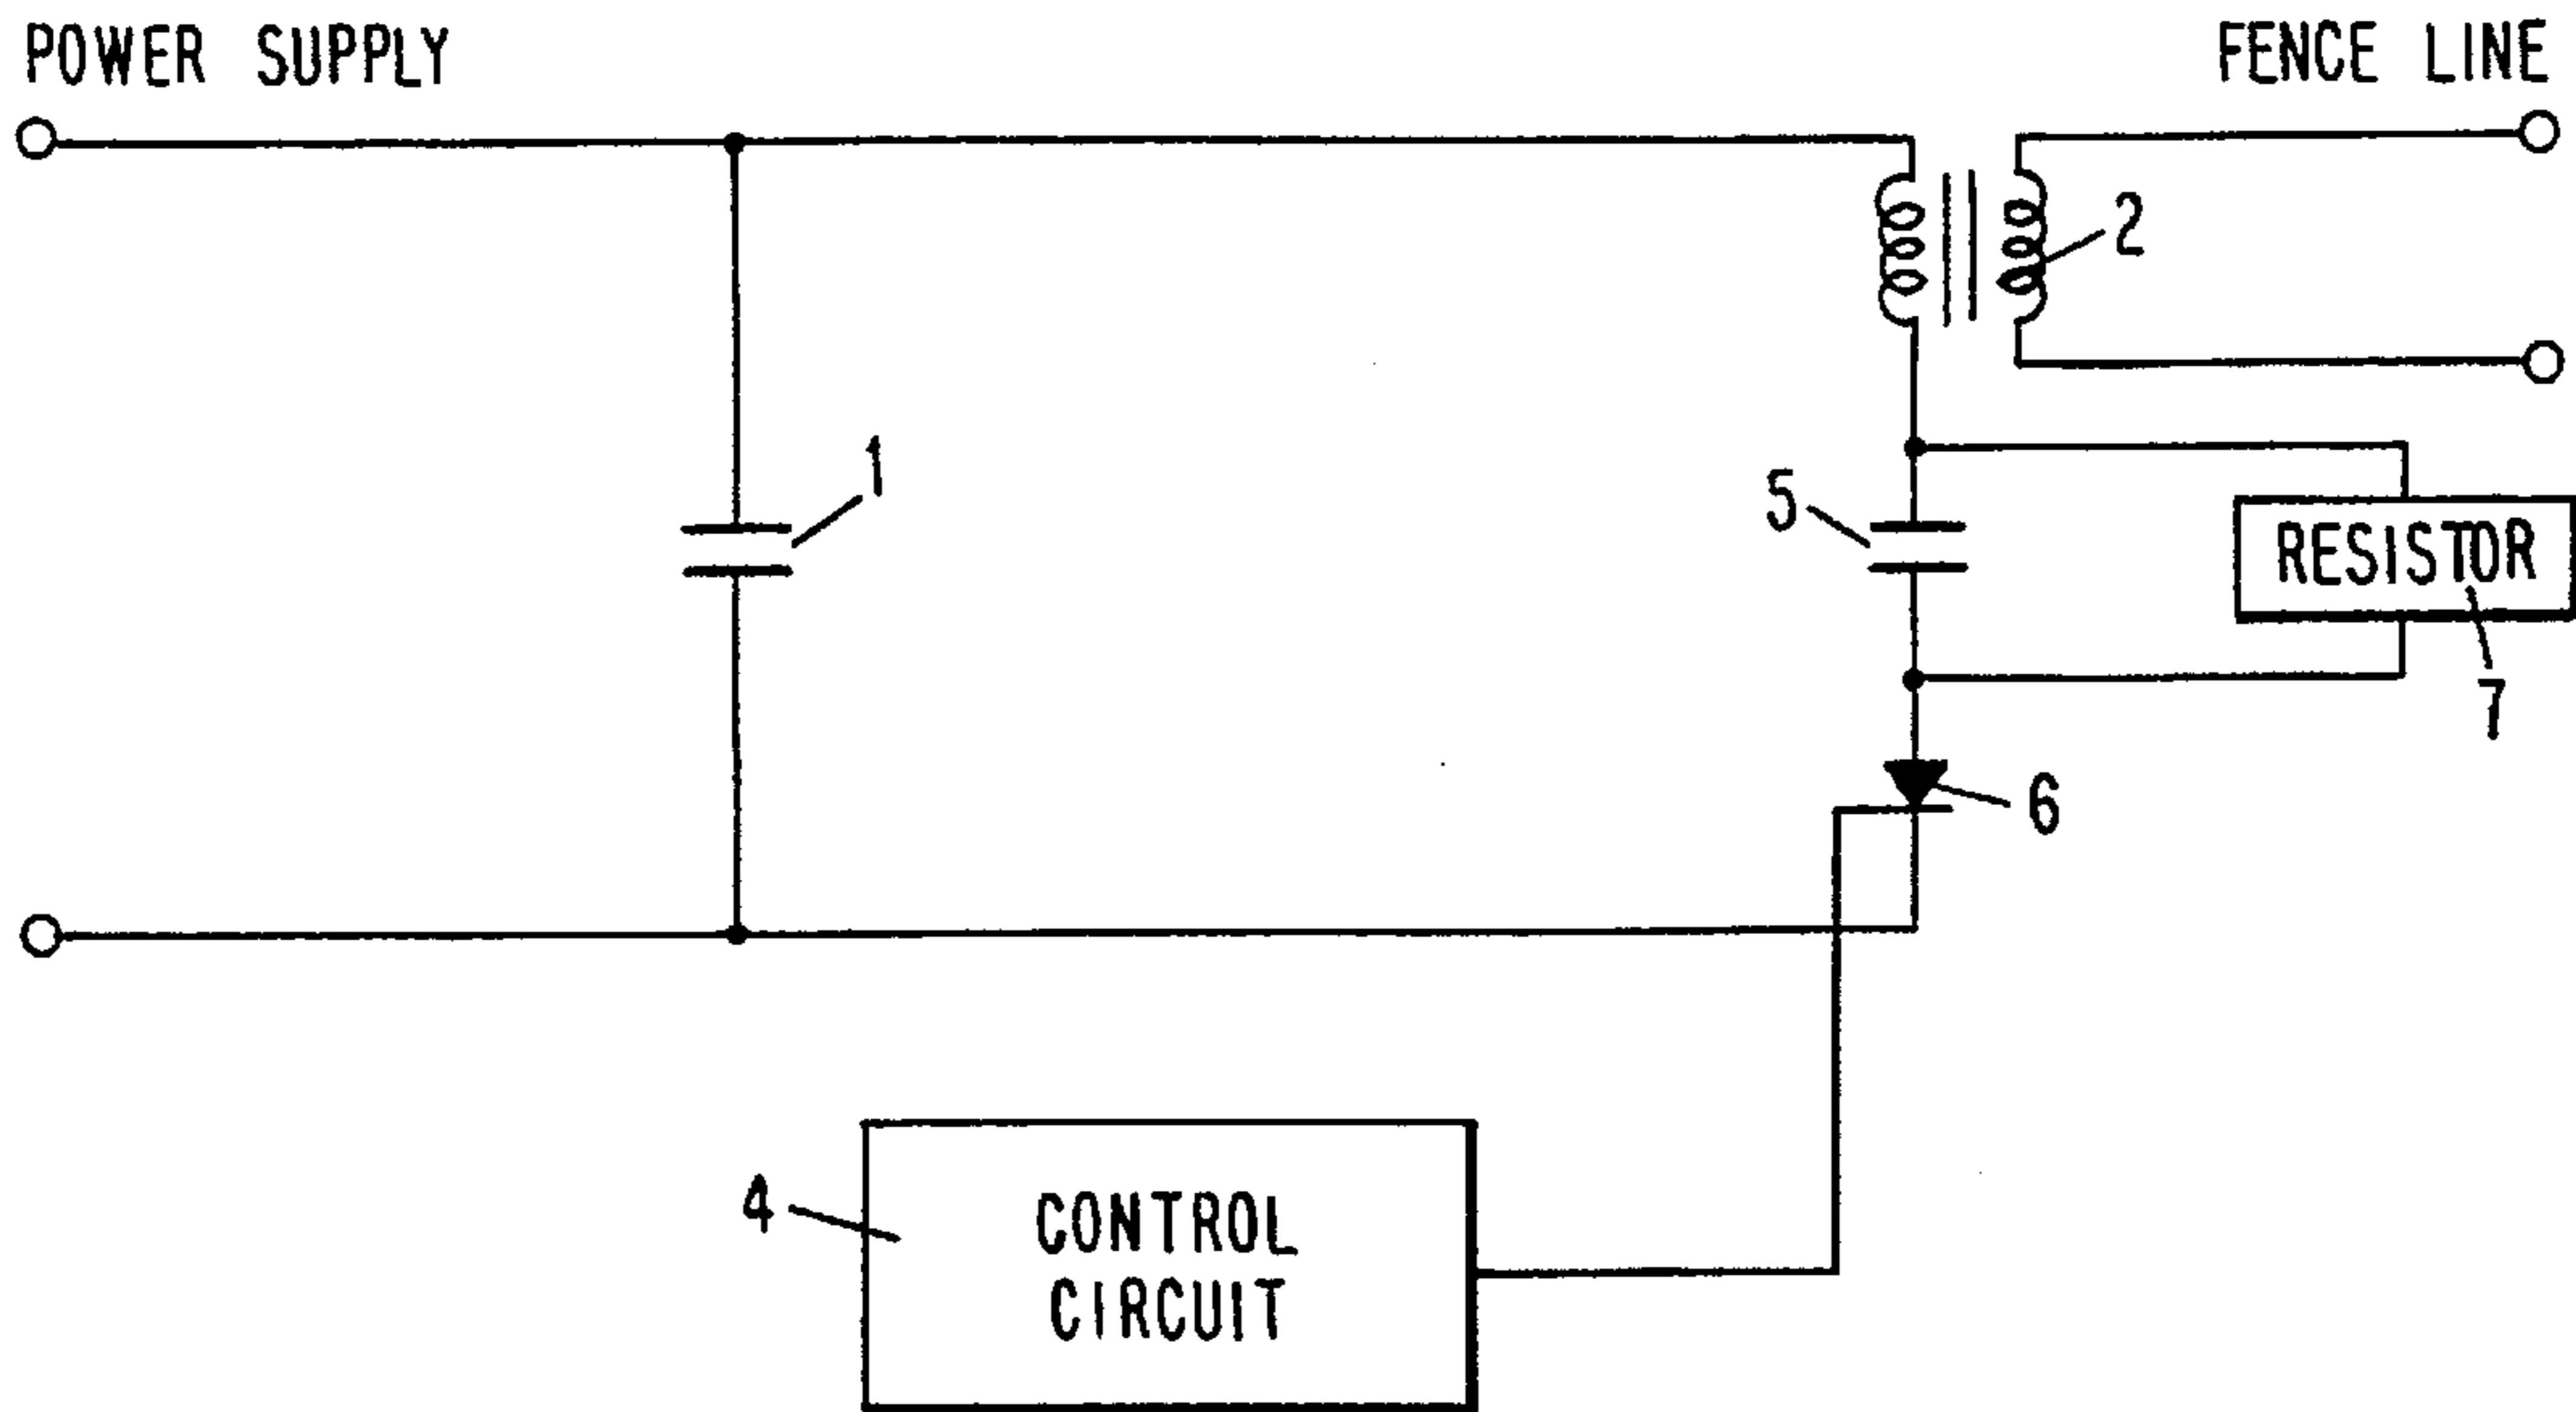 POWER SUPPLY
FENCE LINE
2
1
5
RESISTOR
7
6
4
CONTROL
CIRCUIT